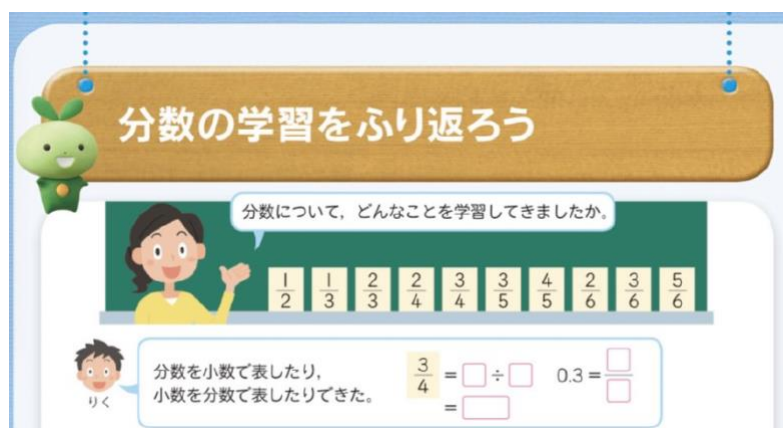 分数の学習をふり返ろう
分数について，どんなことを学習してきましたか。
1/2 1/3 2/3 2/4 3/4 3/5 4/5 2/6 3/6 5/6
分数を小数で表したり，
小数を分数で表したりできた。
3/4 = □ ÷ □
= □
0.3 = □/□
りく